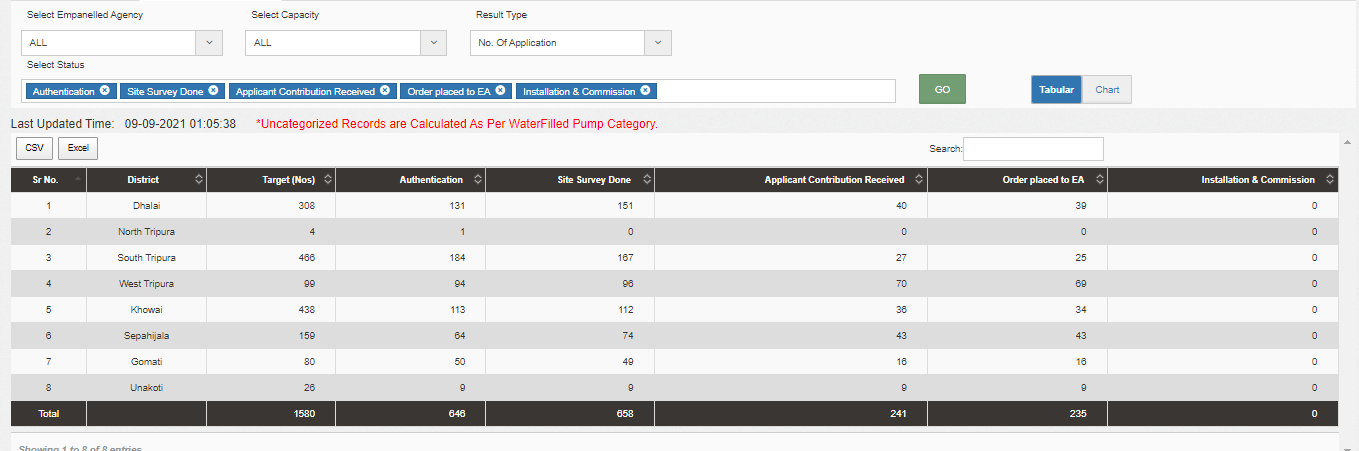 Select Empanelled Agency Select Capacity Result Type
ALL ALL No. Of Application
Select Status
Authentication Site Survey Done Applicant Contribution Received Order placed to EA Installation & Commission GO Tabular Chart
Last Updated Time: 09-09-2021 01:05:38 *Uncategorized Records are Calculated As Per WaterFilled Pump Category.
CSV Excel Search:
Sr No. District Target (Nos) Authentication Site Survey Done Applicant Contribution Received Order placed to EA Installation & Commission
1 Dhalai 308 131 151 40 39 0
2 North Tripura 4 1 0 0 0 0
3 South Tripura 466 184 167 27 25 0
4 West Tripura 99 94 96 70 69 0
5 Khowai 438 113 112 36 34 0
6 Sepahijala 159 64 74 43 43 0
7 Gomati 80 50 49 16 16 0
8 Unakoti 26 9 9 9 9 0
Total 1580 646 658 241 235 0
Showing 1 to 8 of 8 entries